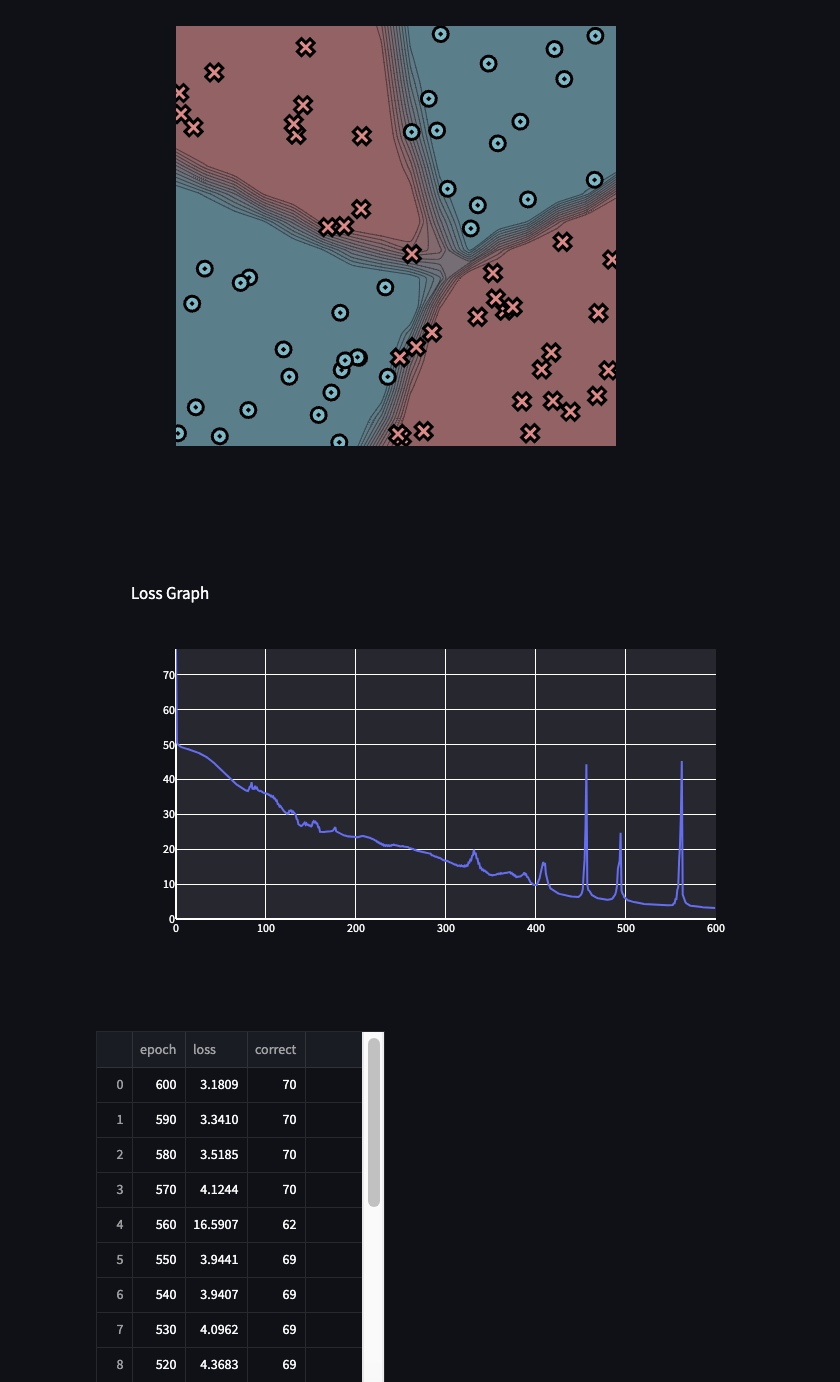 Loss Graph
70
60
50
40
30
20
10
0
0 100 200 300 400 500 600
epoch loss correct
0 600 3.1809 70
1 590 3.3410 70
2 580 3.5185 70
3 570 4.1244 70
4 560 16.5907 62
5 550 3.9441 69
6 540 3.9407 69
7 530 4.0962 69
8 520 4.3683 69